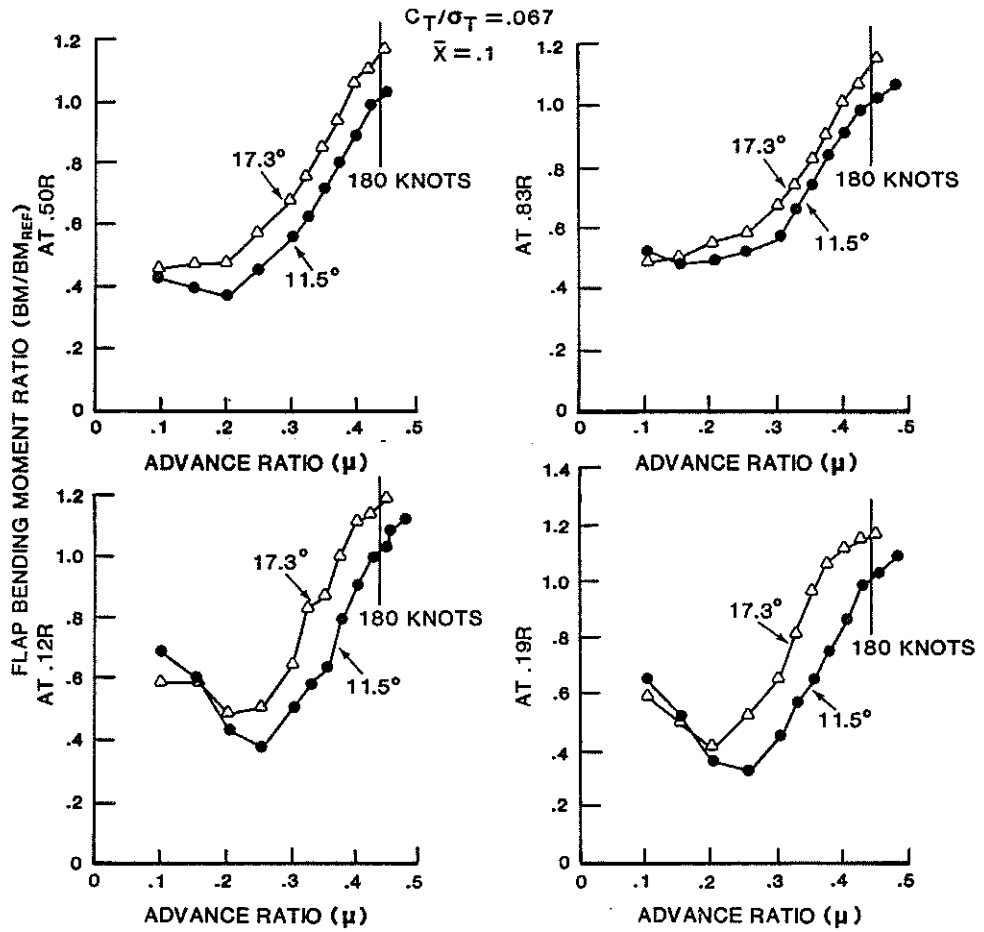 C_T/σ_T = .067
X̄ = .1
FLAP BENDING MOMENT RATIO (BM/BM_REF)
AT .50R
1.2
1.0
.8
.6
.4
.2
0
17.3°
180 KNOTS
11.5°
0 .1 .2 .3 .4 .5
ADVANCE RATIO (μ)
AT .83R
1.2
1.0
.8
.6
.4
.2
0
17.3°
180 KNOTS
11.5°
0 .1 .2 .3 .4 .5
ADVANCE RATIO (μ)
AT .12R
1.2
1.0
.8
.6
.4
.2
0
17.3°
180 KNOTS
11.5°
0 .1 .2 .3 .4 .5
ADVANCE RATIO (μ)
AT .19R
1.4
1.2
1.0
.8
.6
.4
.2
0
17.3°
180 KNOTS
11.5°
0 .1 .2 .3 .4 .5
ADVANCE RATIO (μ)